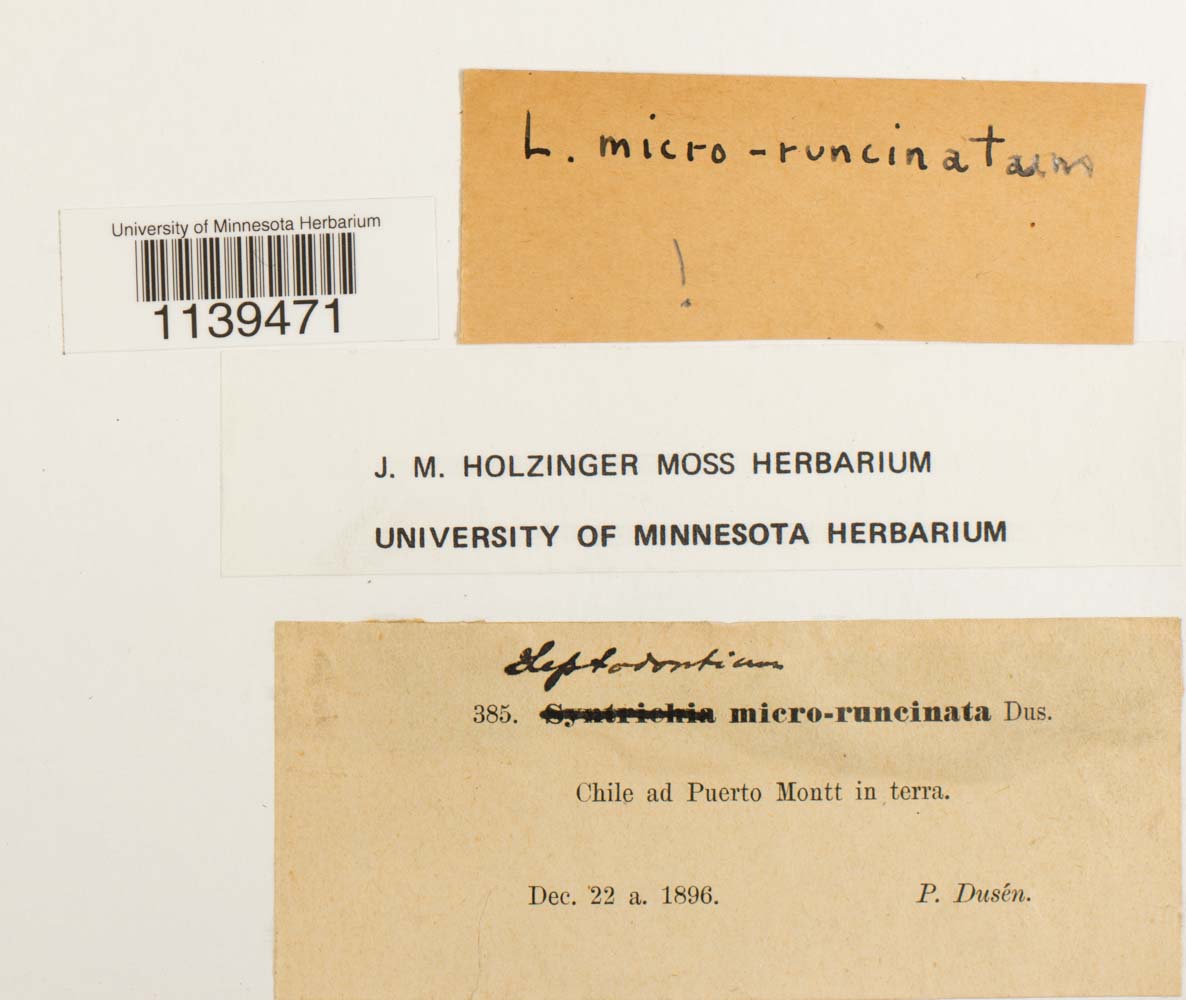 L. micro-runcinatum
!
University of Minnesota Herbarium
1139471
J. M. HOLZINGER MOSS HERBARIUM
UNIVERSITY OF MINNESOTA HERBARIUM
Leptodontium
385. Syntrichia micro-runcinata Dus.
Chile ad Puerto Montt in terra.
Dec. 22 a. 1896. P. Dusén.